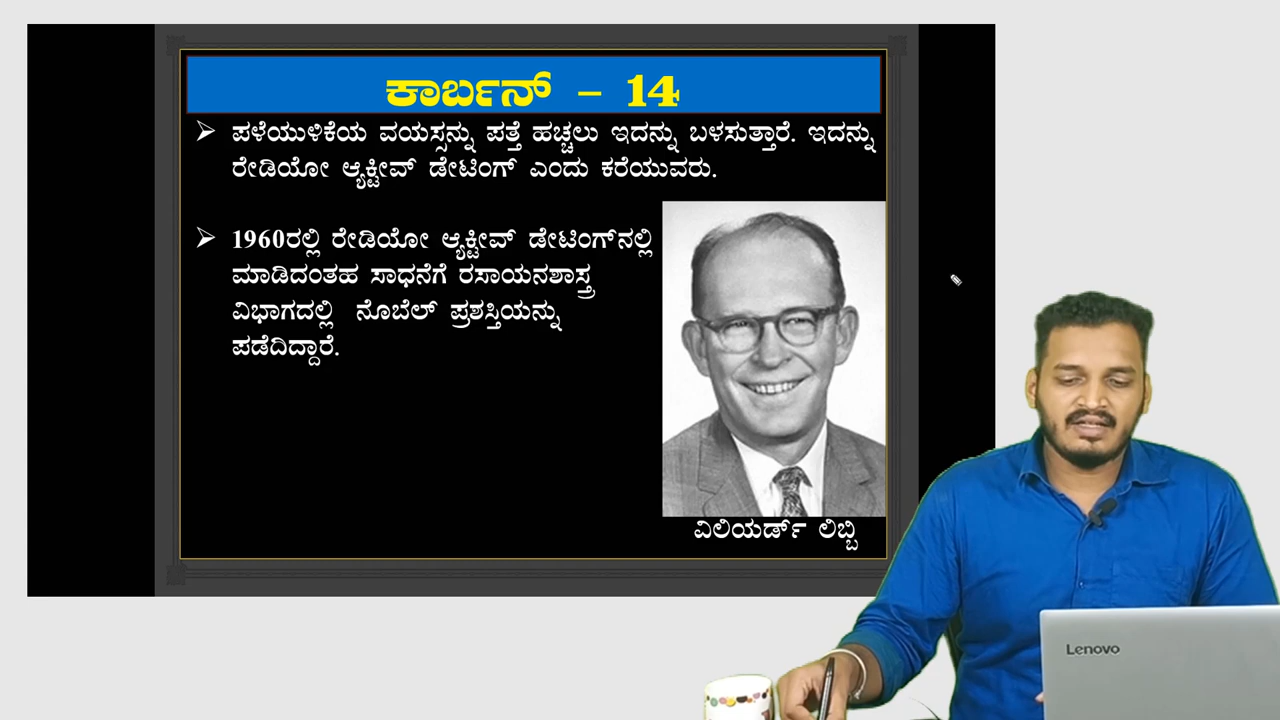 ಕಾರ್ಬನ್ – 14
ಪಳೆಯುಳಿಕೆಯ ವಯಸ್ಸನ್ನು ಪತ್ತೆ ಹಚ್ಚಲು ಇದನ್ನು ಬಳಸುತ್ತಾರೆ. ಇದನ್ನು
ರೇಡಿಯೋ ಆ್ಯಕ್ಟೀವ್ ಡೇಟಿಂಗ್ ಎಂದು ಕರೆಯುವರು.
1960ರಲ್ಲಿ ರೇಡಿಯೋ ಆ್ಯಕ್ಟೀವ್ ಡೇಟಿಂಗ್‌ನಲ್ಲಿ
ಮಾಡಿದಂತಹ ಸಾಧನೆಗೆ ರಸಾಯನಶಾಸ್ತ್ರ
ವಿಭಾಗದಲ್ಲಿ ನೊಬೆಲ್ ಪ್ರಶಸ್ತಿಯನ್ನು
ಪಡೆದಿದ್ದಾರೆ.
ವಿಲಿಯರ್ಡ್ ಲಿಬ್ಬಿ
Lenovo